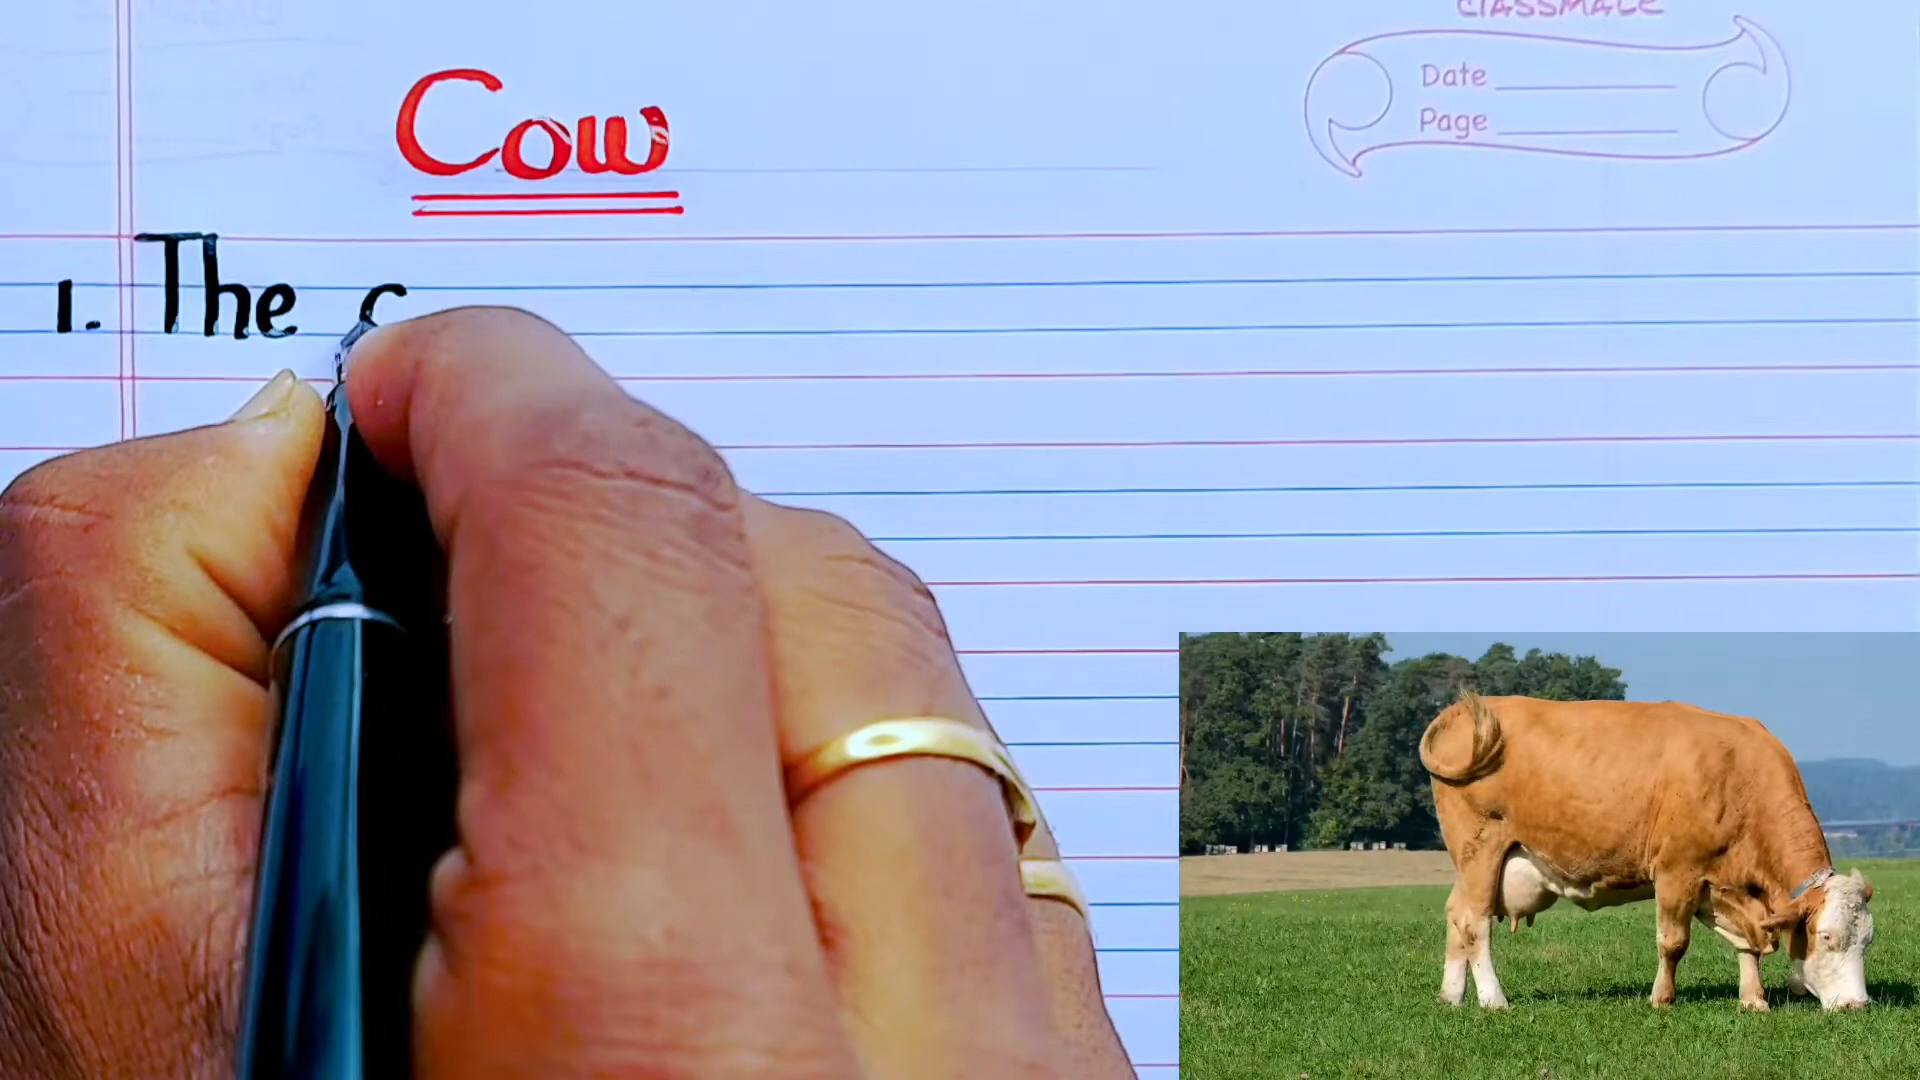 classmate
Date
Page
Cow
1. The c